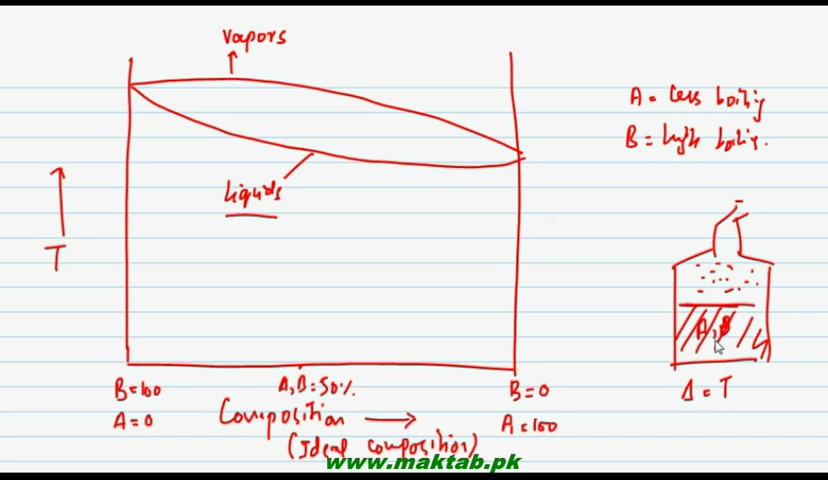 Vapors
A = Less boiling
B = high boiling.
Liquids
T
A, B
B = 100
A, B = 50%
B = 0
Δ = T
A = 0
Composition
A = 100
(Ideal composition)
www.maktab.pk